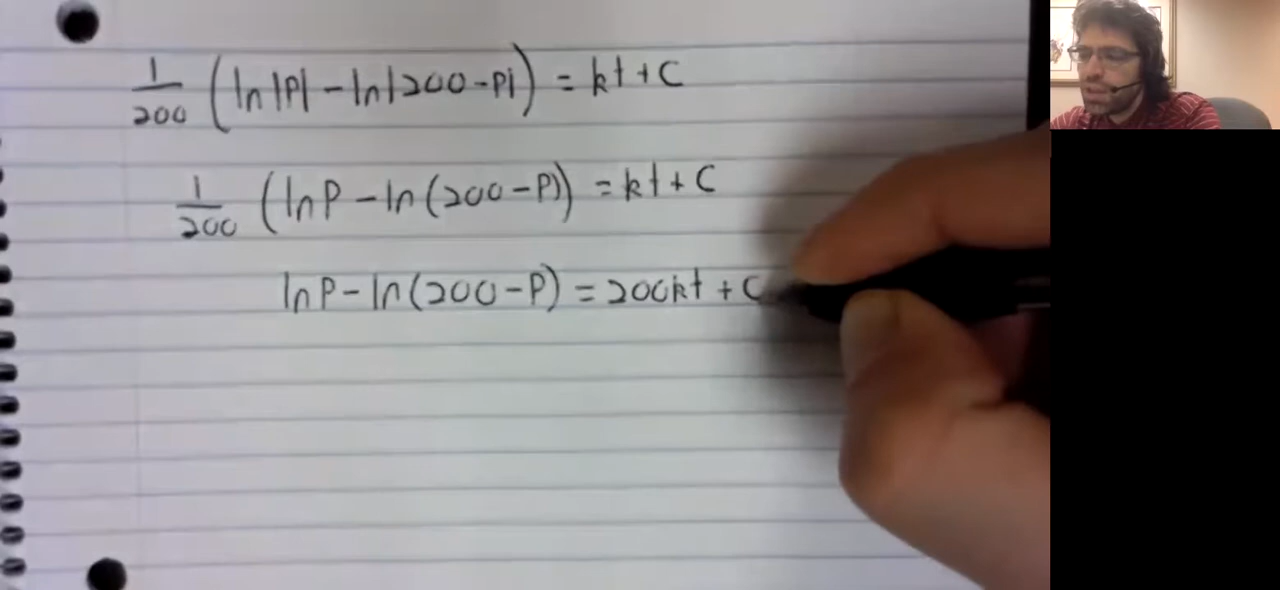 1/200 (ln|P| - ln|200-P|) = kt + C
1/200 (ln P - ln(200-P)) = kt + C
ln P - ln(200-P) = 200kt + C